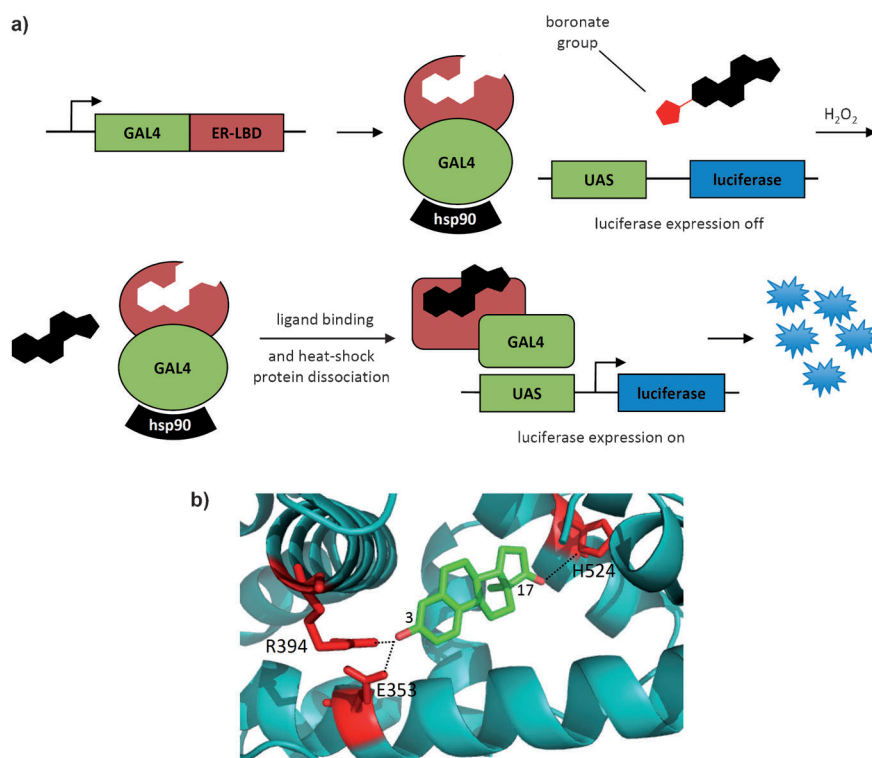 a)
boronate
group
GAL4
ER-LBD
GAL4
hsp90
H2O2
UAS
luciferase
luciferase expression off
GAL4
hsp90
ligand binding
and heat-shock
protein dissociation
GAL4
UAS
luciferase
luciferase expression on
b)
H524
17
3
R394
E353